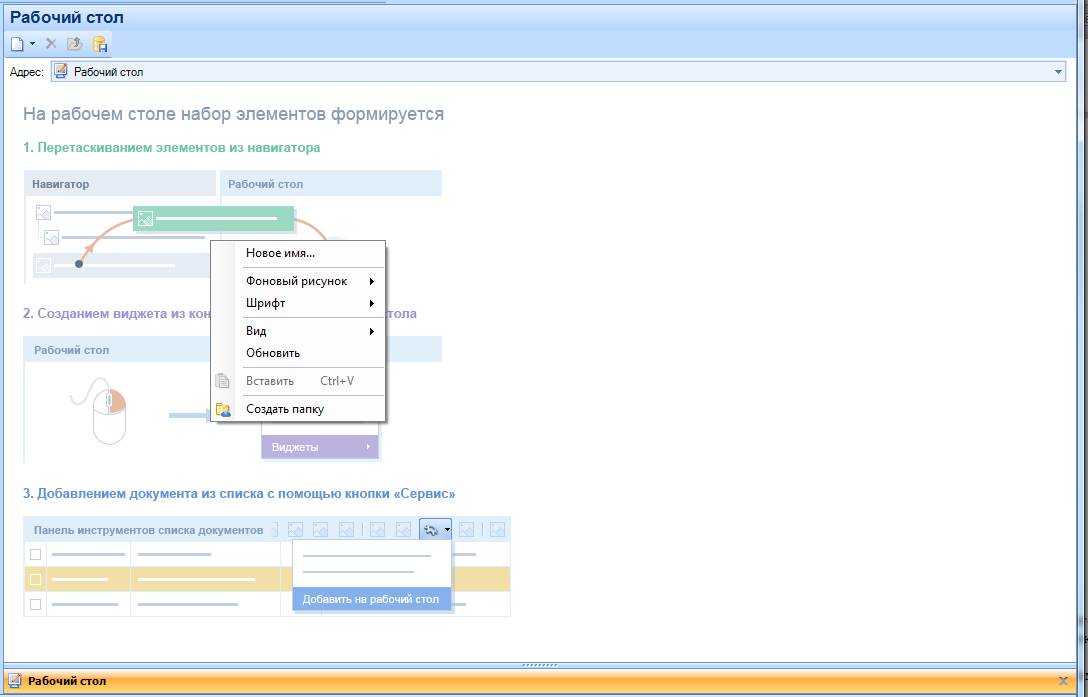 Рабочий стол
Адрес: Рабочий стол
На рабочем столе набор элементов формируется
1. Перетаскиванием элементов из навигатора
Навигатор
Рабочий стол
Новое имя...
Фоновый рисунок
Шрифт
Вид
Обновить
Вставить Ctrl+V
Создать папку
2. Созданием виджета из кон
тола
Рабочий стол
Виджеты
3. Добавлением документа из списка с помощью кнопки «Сервис»
Панель инструментов списка документов
Добавить на рабочий стол
Рабочий стол